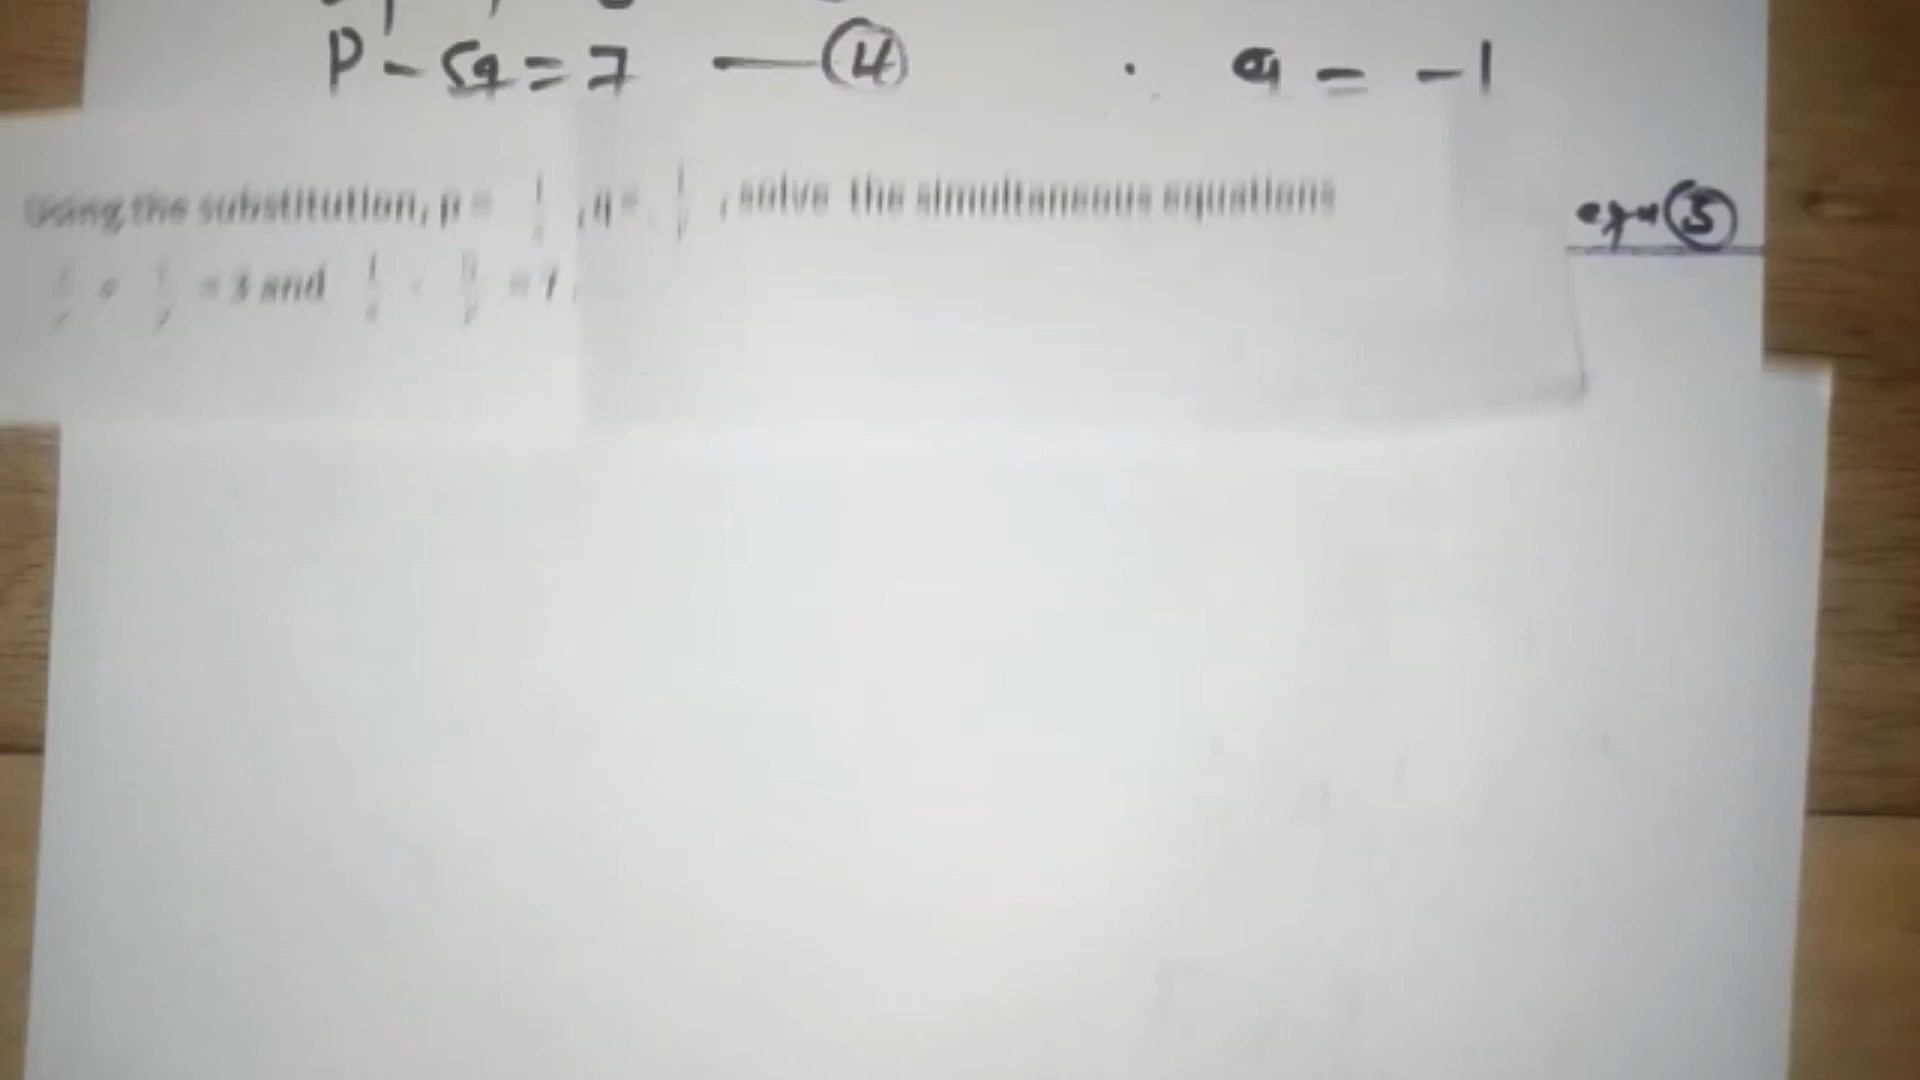 P - 5q = 7 — 4
. q = -1
Using the substitution, p = , q = , solve the simultaneous equations
eqn 5
= 3 and = 7